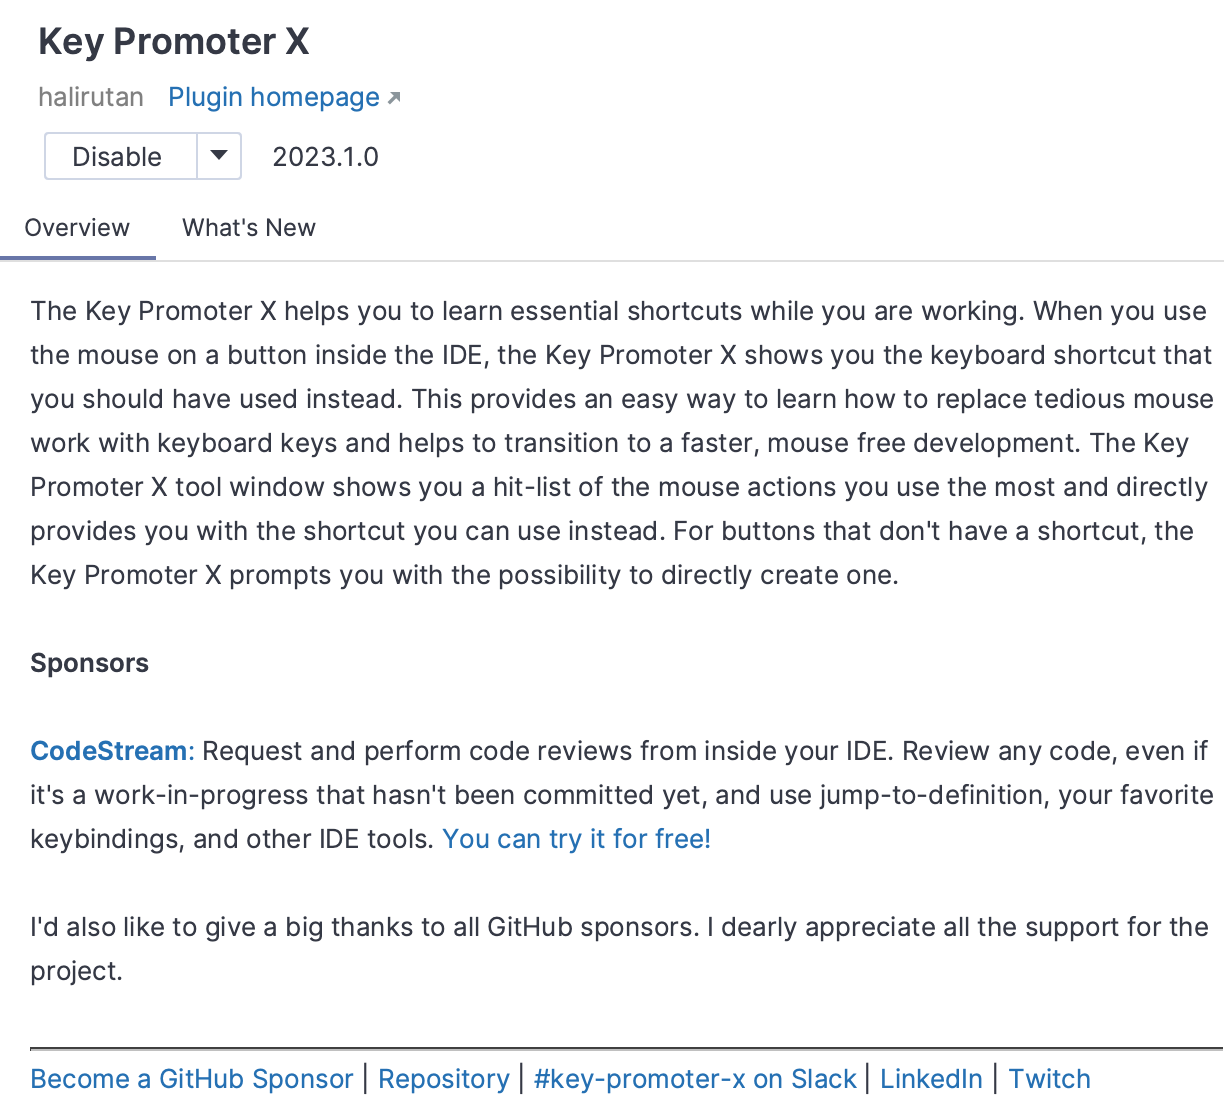 Key Promoter X
halirutan Plugin homepage
Disable 2023.1.0
Overview What's New
The Key Promoter X helps you to learn essential shortcuts while you are working. When you use
the mouse on a button inside the IDE, the Key Promoter X shows you the keyboard shortcut that
you should have used instead. This provides an easy way to learn how to replace tedious mouse
work with keyboard keys and helps to transition to a faster, mouse free development. The Key
Promoter X tool window shows you a hit-list of the mouse actions you use the most and directly
provides you with the shortcut you can use instead. For buttons that don't have a shortcut, the
Key Promoter X prompts you with the possibility to directly create one.
Sponsors
CodeStream: Request and perform code reviews from inside your IDE. Review any code, even if
it's a work-in-progress that hasn't been committed yet, and use jump-to-definition, your favorite
keybindings, and other IDE tools. You can try it for free!
I'd also like to give a big thanks to all GitHub sponsors. I dearly appreciate all the support for the
project.
Become a GitHub Sponsor | Repository | #key-promoter-x on Slack | LinkedIn | Twitch